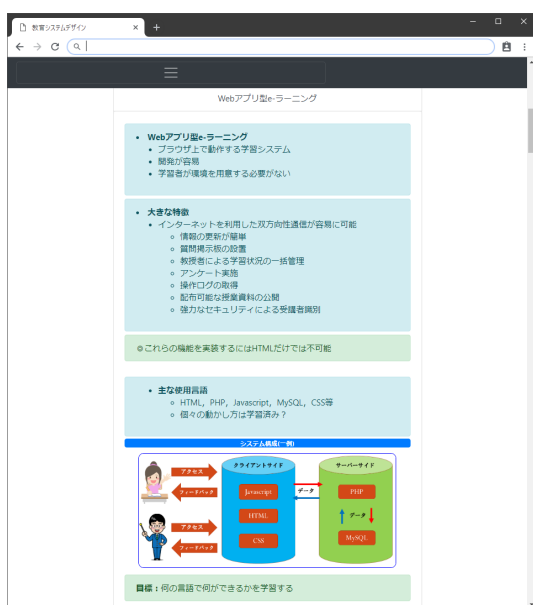 教育システムデザイン
Webアプリ型e-ラーニング
Webアプリ型e-ラーニング
ブラウザ上で動作する学習システム
開発が容易
学習者が環境を用意する必要がない
大きな特徴
インターネットを利用した双方向性通信が容易に可能
情報の更新が簡単
質問掲示板の設置
教授者による学習状況の一括管理
アンケート実施
操作ログの取得
配布可能な授業資料の公開
強力なセキュリティによる受講者識別
◎これらの機能を実装するにはHTMLだけでは不可能
主な使用言語
HTML, PHP, Javascript, MySQL, CSS等
個々の動かし方は学習済み？
システム構成(一例)
クライアントサイド
サーバーサイド
アクセス
フィードバック
Javascript
データ
PHP
HTML
データ
アクセス
フィードバック
CSS
MySQL
目標：何の言語で何ができるかを学習する